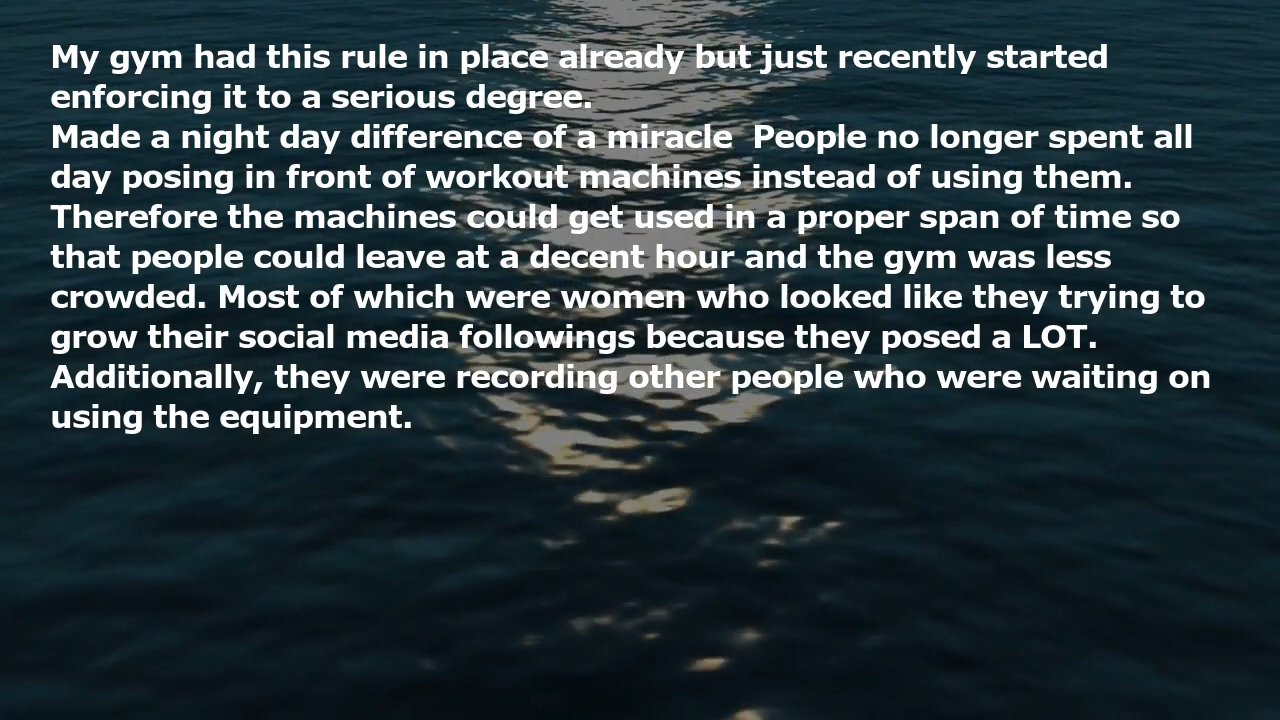 My gym had this rule in place already but just recently started
enforcing it to a serious degree.
Made a night day difference of a miracle  People no longer spent all
day posing in front of workout machines instead of using them.
Therefore the machines could get used in a proper span of time so
that people could leave at a decent hour and the gym was less
crowded. Most of which were women who looked like they trying to
grow their social media followings because they posed a LOT.
Additionally, they were recording other people who were waiting on
using the equipment.